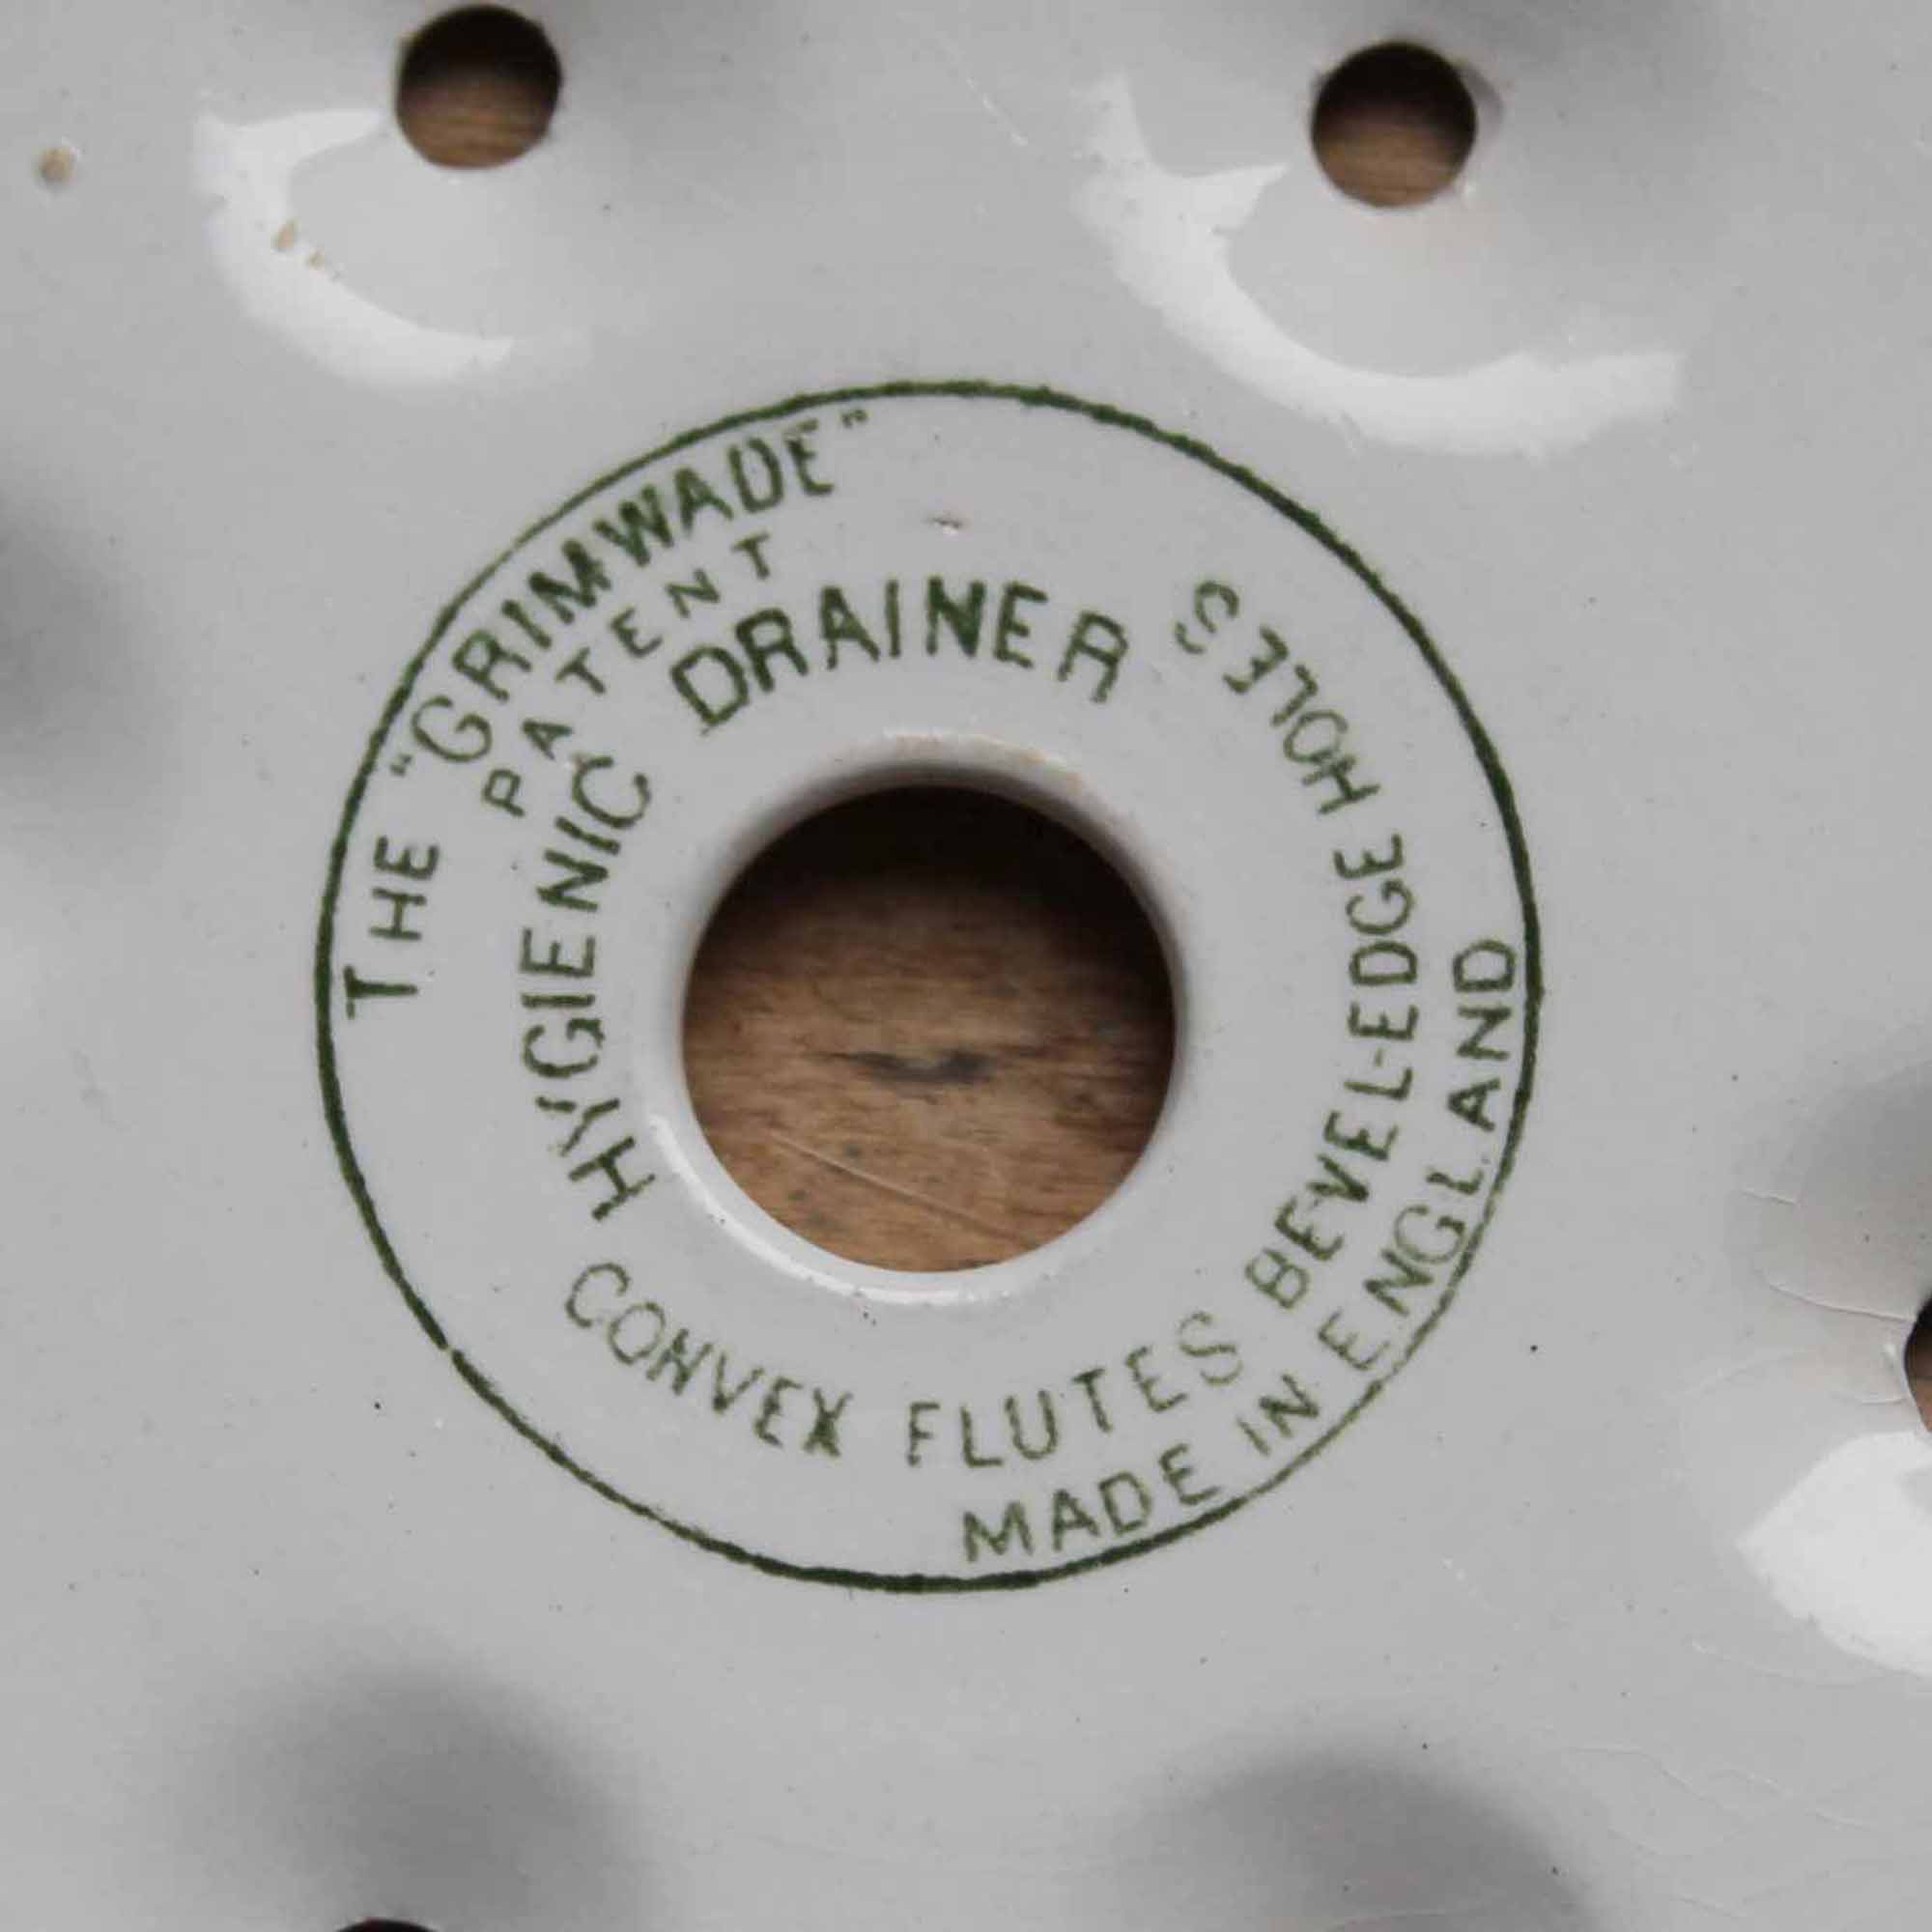 THE "GRIMWADE"
PATENT
HYGIENIC DRAINER
CONVEX FLUTES BEVEL-EDGE HOLES
MADE IN ENGLAND